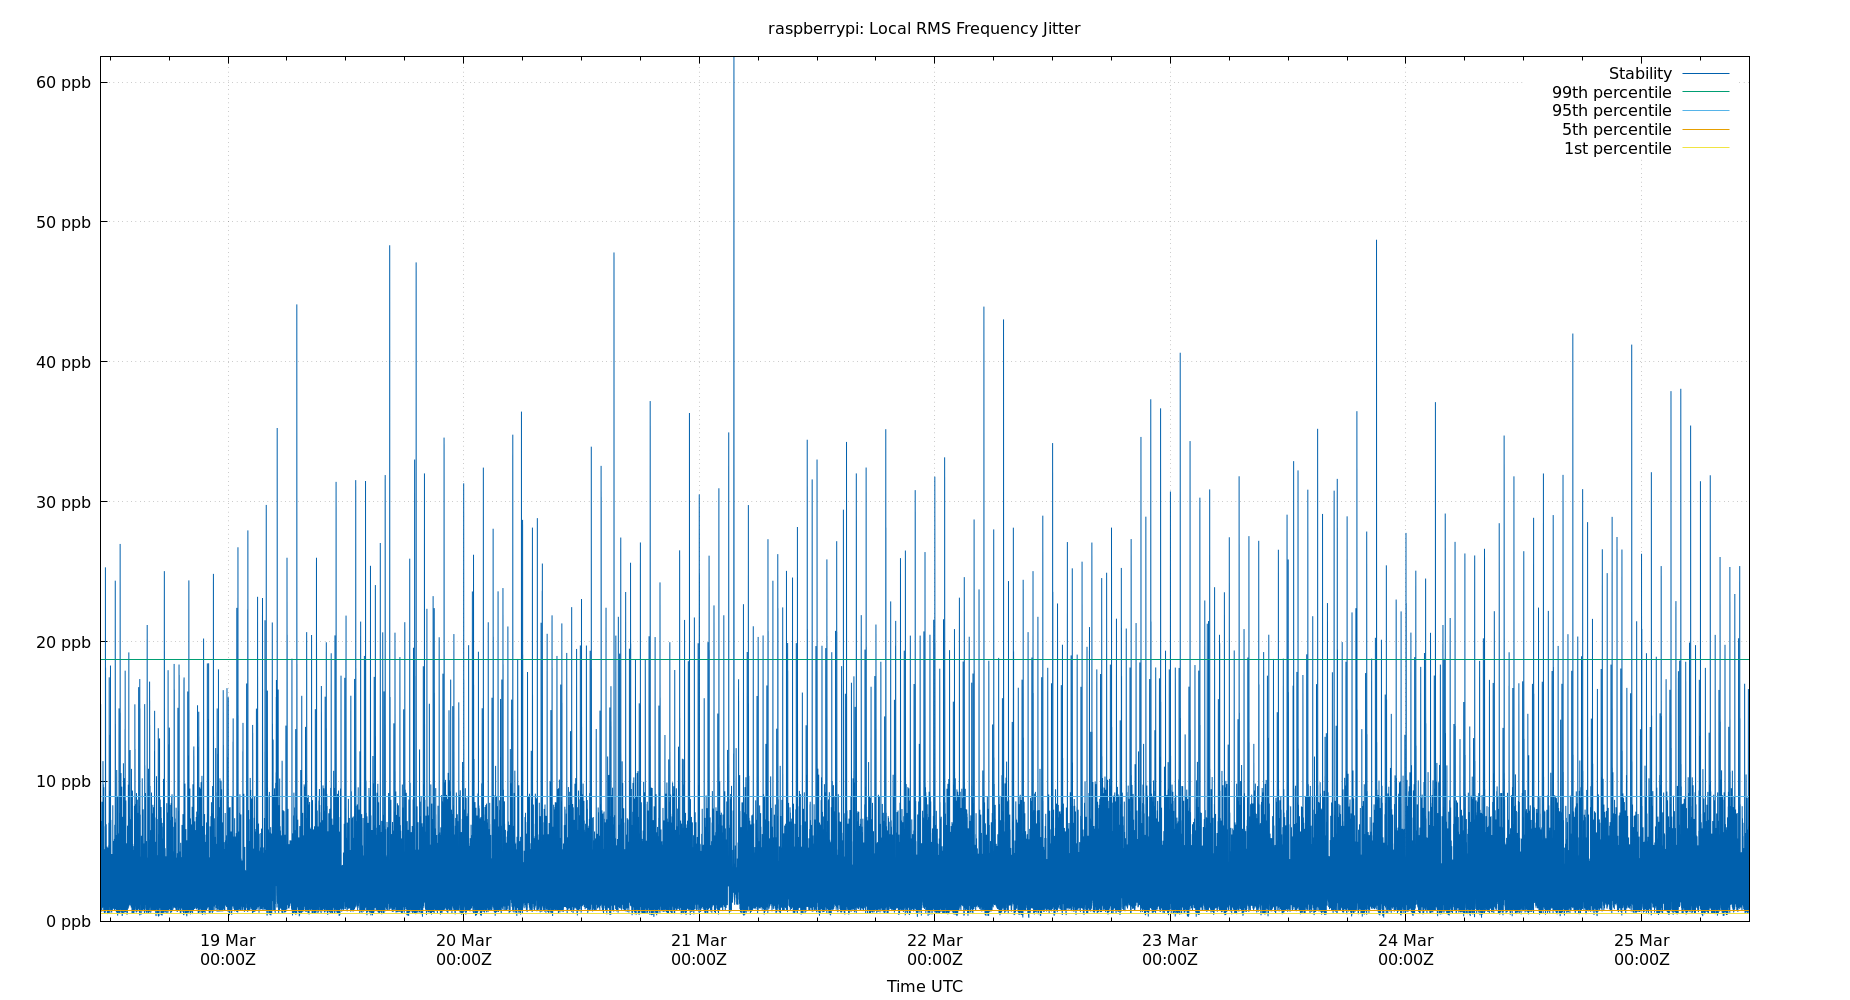 raspberrypi: Local RMS Frequency Jitter
60 ppb
50 ppb
40 ppb
30 ppb
20 ppb
10 ppb
0 ppb
Stability
99th percentile
95th percentile
5th percentile
1st percentile
19 Mar
00:00Z
20 Mar
00:00Z
21 Mar
00:00Z
22 Mar
00:00Z
23 Mar
00:00Z
24 Mar
00:00Z
25 Mar
00:00Z
Time UTC